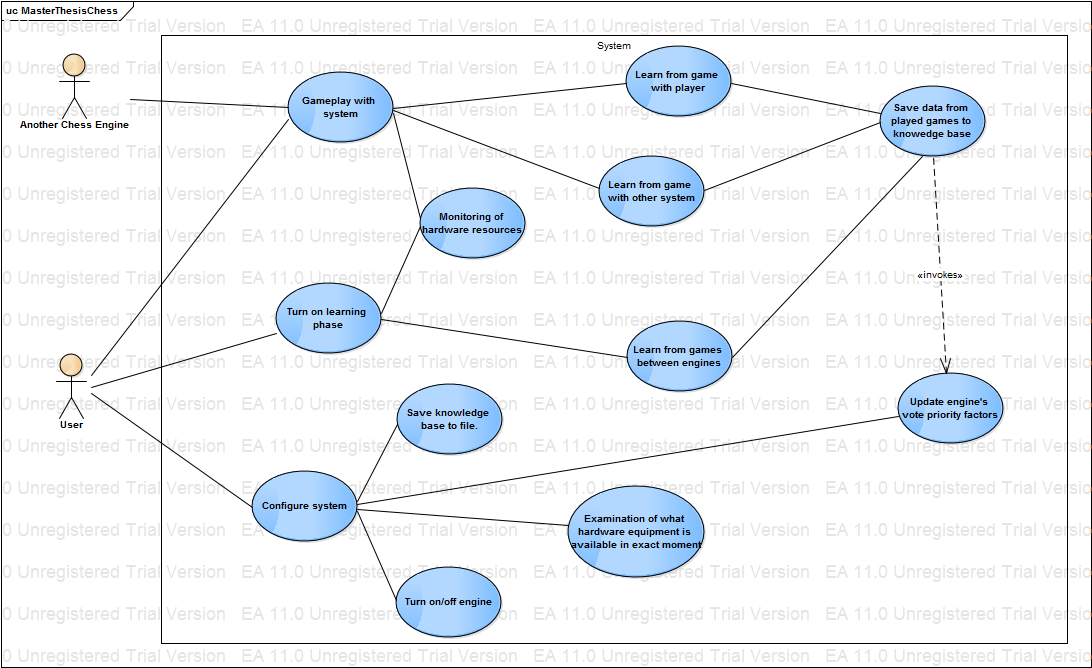 uc MasterThesisChess
EA 11.0 Unregistered Trial Version
System
Another Chess Engine
Gameplay with
system
Learn from game
with player
Save data from
played games to
knowedge base
Learn from game
with other system
Monitoring of
hardware resources
«invokes»
Turn on learning
phase
Learn from games
between engines
User
Save knowledge
base to file.
Update engine's
vote priority factors
Configure system
Examination of what
hardware equipment is
available in exact moment
Turn on/off engine